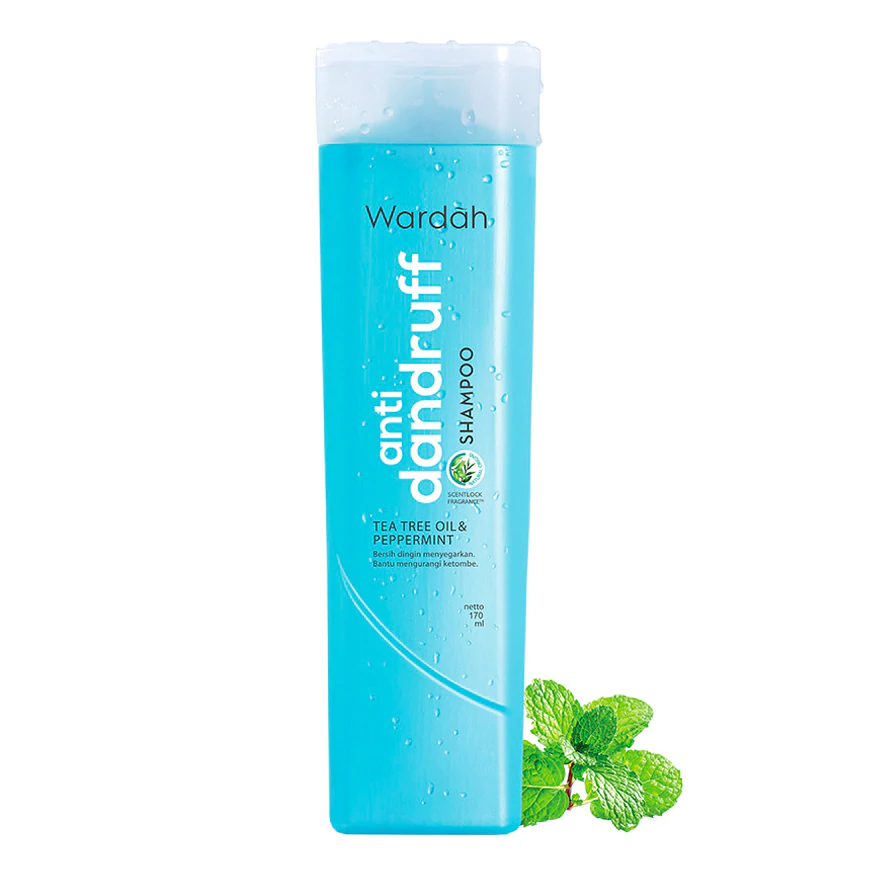 Wardah
anti
dandruff
SHAMPOO
SCENTLOCK
FRAGRANCE™
TEA TREE OIL &
PEPPERMINT
Bersih dingin menyegarkan.
Bantu mengurangi ketombe.
netto
170
ml